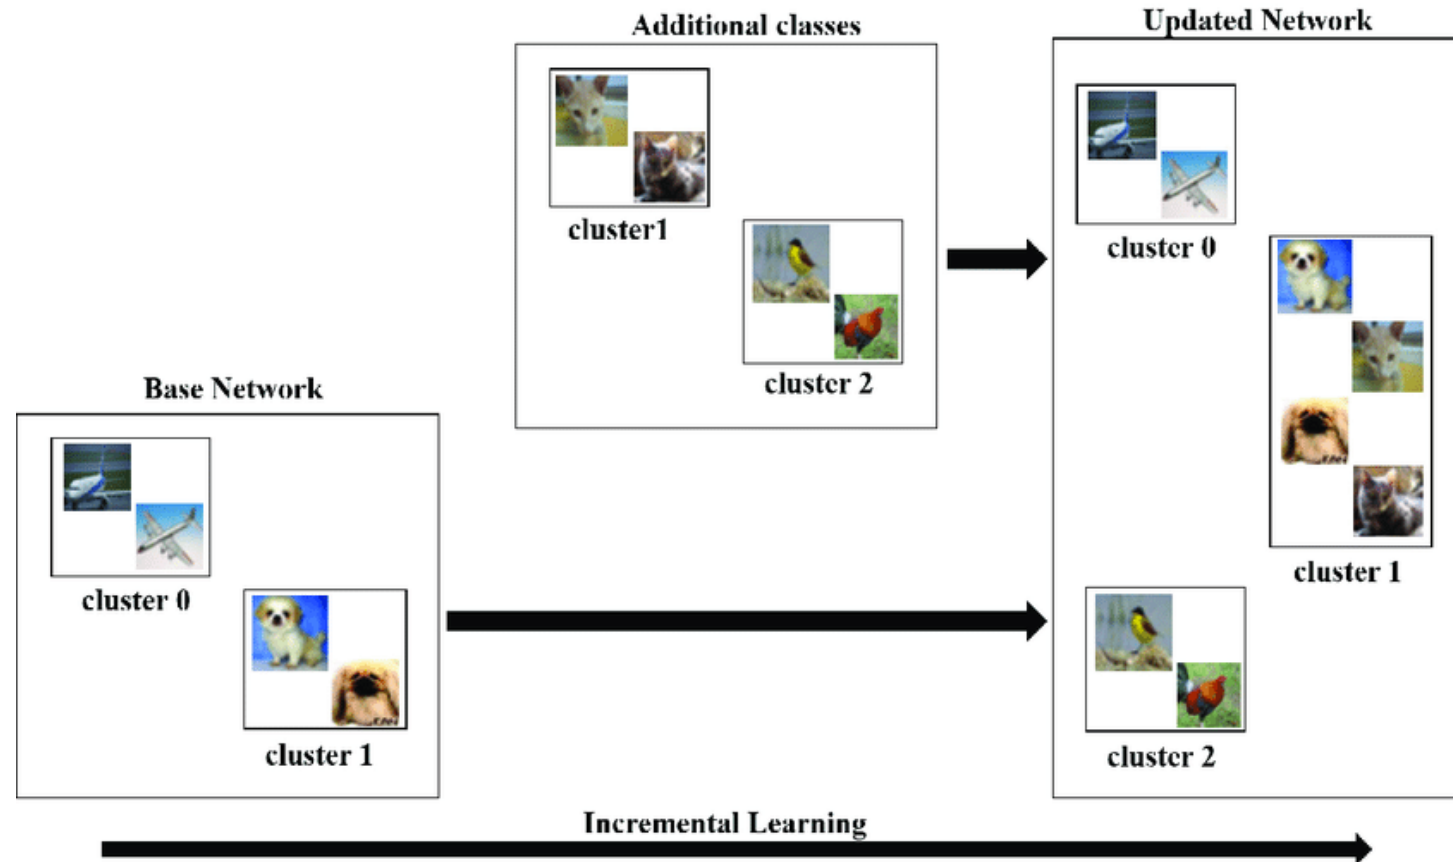 Additional classes
Updated Network
cluster1
cluster 2
Base Network
cluster 0
cluster 1
cluster 0
cluster 1
cluster 2
Incremental Learning